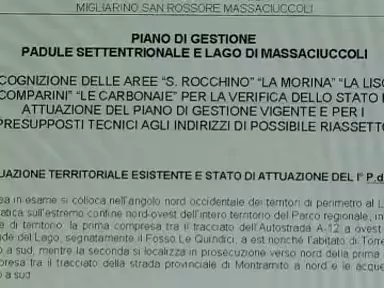 MIGLIARINO SAN ROSSORE MASSACIUCCOLI
PIANO DI GESTIONE
PADULE SETTENTRIONALE E LAGO DI MASSACIUCCOLI
COGNIZIONE DELLE AREE "S. ROCCHINO" "LA MORINA" "LA LISC
COMPARINI" "LE CARBONAIE" PER LA VERIFICA DELLO STATO D
ATTUAZIONE DEL PIANO DI GESTIONE VIGENTE E PER I
PRESUPPOSTI TECNICI AGLI INDIRIZZI DI POSSIBILE RIASSETTO
UAZIONE TERRITORIALE ESISTENTE E STATO DI ATTUAZIONE DEL I° P.d
ea in esame si colloca nell'angolo nord occidentale dei territori di perimetro al L
atica sull'estremo confine nord-ovest dell'intero territorio del Parco regionale, in
e di territorio, la prima compresa tra il tracciato dell'Autostrada A-12 a ovest
ude del Lago, segnatamente il Fosso Le Quindici, a est nonché l'abitato di Torre
o a sud, mentre la seconda si localizza in prosecuzione verso nord della prima
presa tra il tracciato della strada provinciale di Montramito a nord e le acque
o a sud